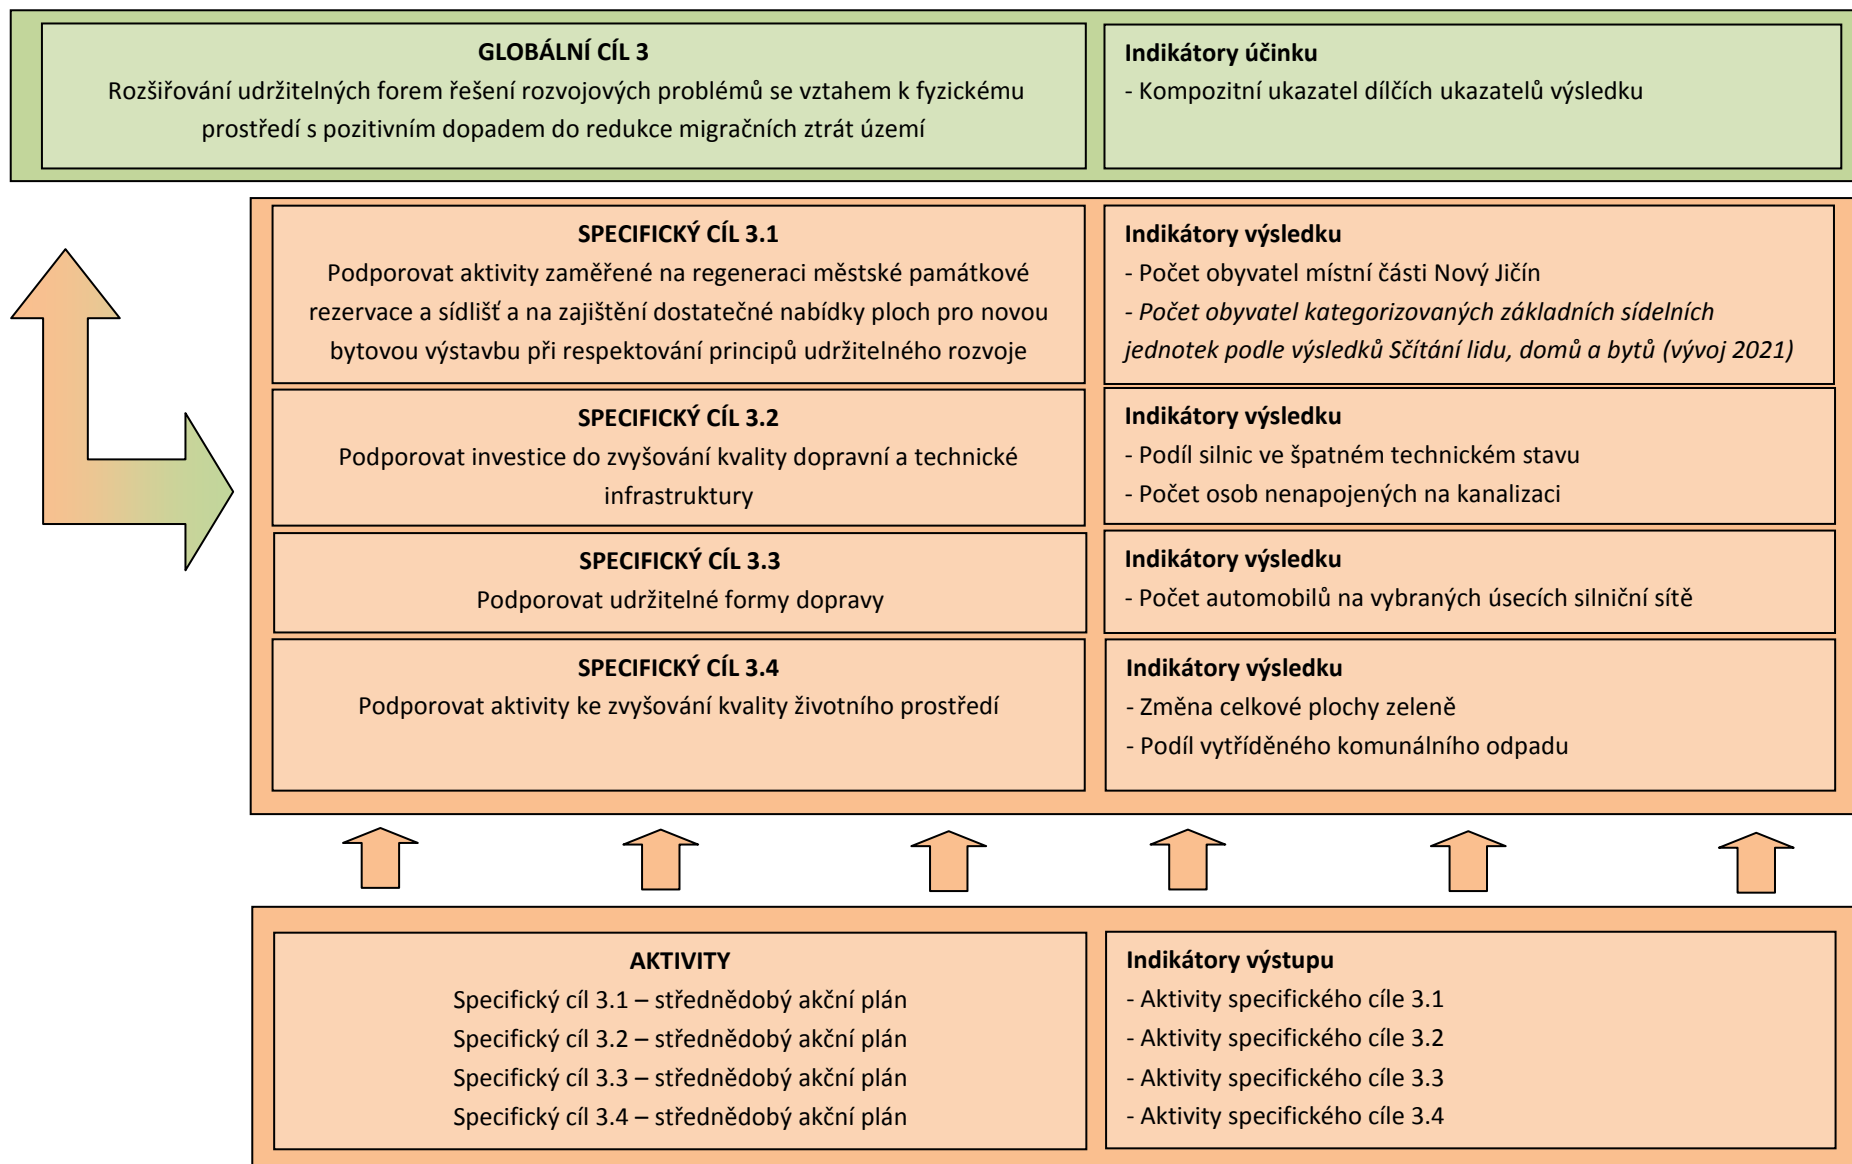 GLOBÁLNÍ CÍL 3
Rozšiřování udržitelných forem řešení rozvojových problémů se vztahem k fyzickému
prostředí s pozitivním dopadem do redukce migračních ztrát území
Indikátory účinku
- Kompozitní ukazatel dílčích ukazatelů výsledku
SPECIFICKÝ CÍL 3.1
Podporovat aktivity zaměřené na regeneraci městské památkové
rezervace a sídlišť a na zajištění dostatečné nabídky ploch pro novou
bytovou výstavbu při respektování principů udržitelného rozvoje
Indikátory výsledku
- Počet obyvatel místní části Nový Jičín
- Počet obyvatel kategorizovaných základních sídelních
jednotek podle výsledků Sčítání lidu, domů a bytů (vývoj 2021)
SPECIFICKÝ CÍL 3.2
Podporovat investice do zvyšování kvality dopravní a technické
infrastruktury
Indikátory výsledku
- Podíl silnic ve špatném technickém stavu
- Počet osob nenapojených na kanalizaci
SPECIFICKÝ CÍL 3.3
Podporovat udržitelné formy dopravy
Indikátory výsledku
- Počet automobilů na vybraných úsecích silniční sítě
SPECIFICKÝ CÍL 3.4
Podporovat aktivity ke zvyšování kvality životního prostředí
Indikátory výsledku
- Změna celkové plochy zeleně
- Podíl vytříděného komunálního odpadu
AKTIVITY
Specifický cíl 3.1 – střednědobý akční plán
Specifický cíl 3.2 – střednědobý akční plán
Specifický cíl 3.3 – střednědobý akční plán
Specifický cíl 3.4 – střednědobý akční plán
Indikátory výstupu
- Aktivity specifického cíle 3.1
- Aktivity specifického cíle 3.2
- Aktivity specifického cíle 3.3
- Aktivity specifického cíle 3.4